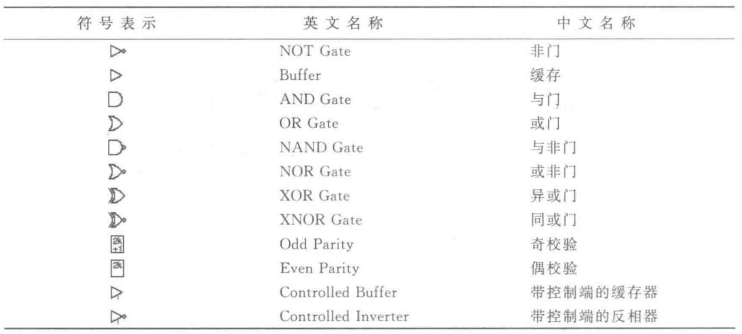 符号表示 英文名称 中文名称
NOT Gate 非门
Buffer 缓存
AND Gate 与门
OR Gate 或门
NAND Gate 与非门
NOR Gate 或非门
XOR Gate 异或门
XNOR Gate 同或门
2k+1 Odd Parity 奇校验
2k Even Parity 偶校验
Controlled Buffer 带控制端的缓存器
Controlled Inverter 带控制端的反相器